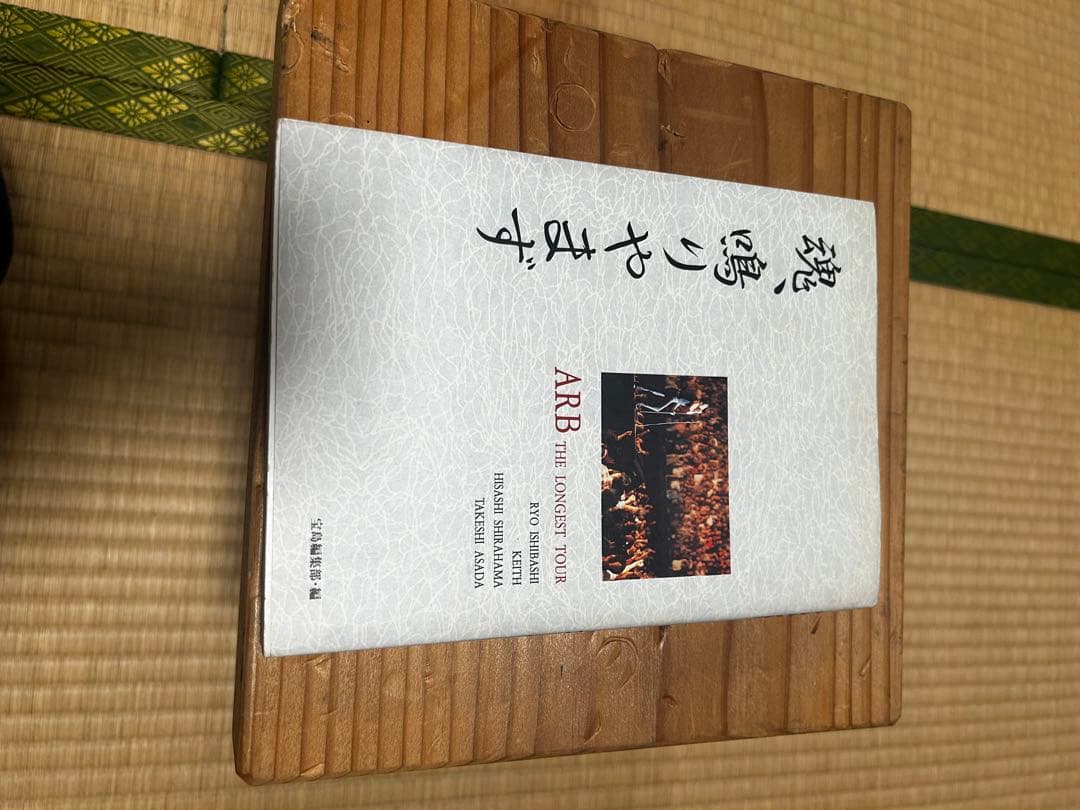 魂、鳴りやまず
ARB THE LONGEST TOUR
RYO ISHIBASHI
KEITH
HISASHI SHIRAHAMA
TAKESHI ASADA
宝島編集部・編